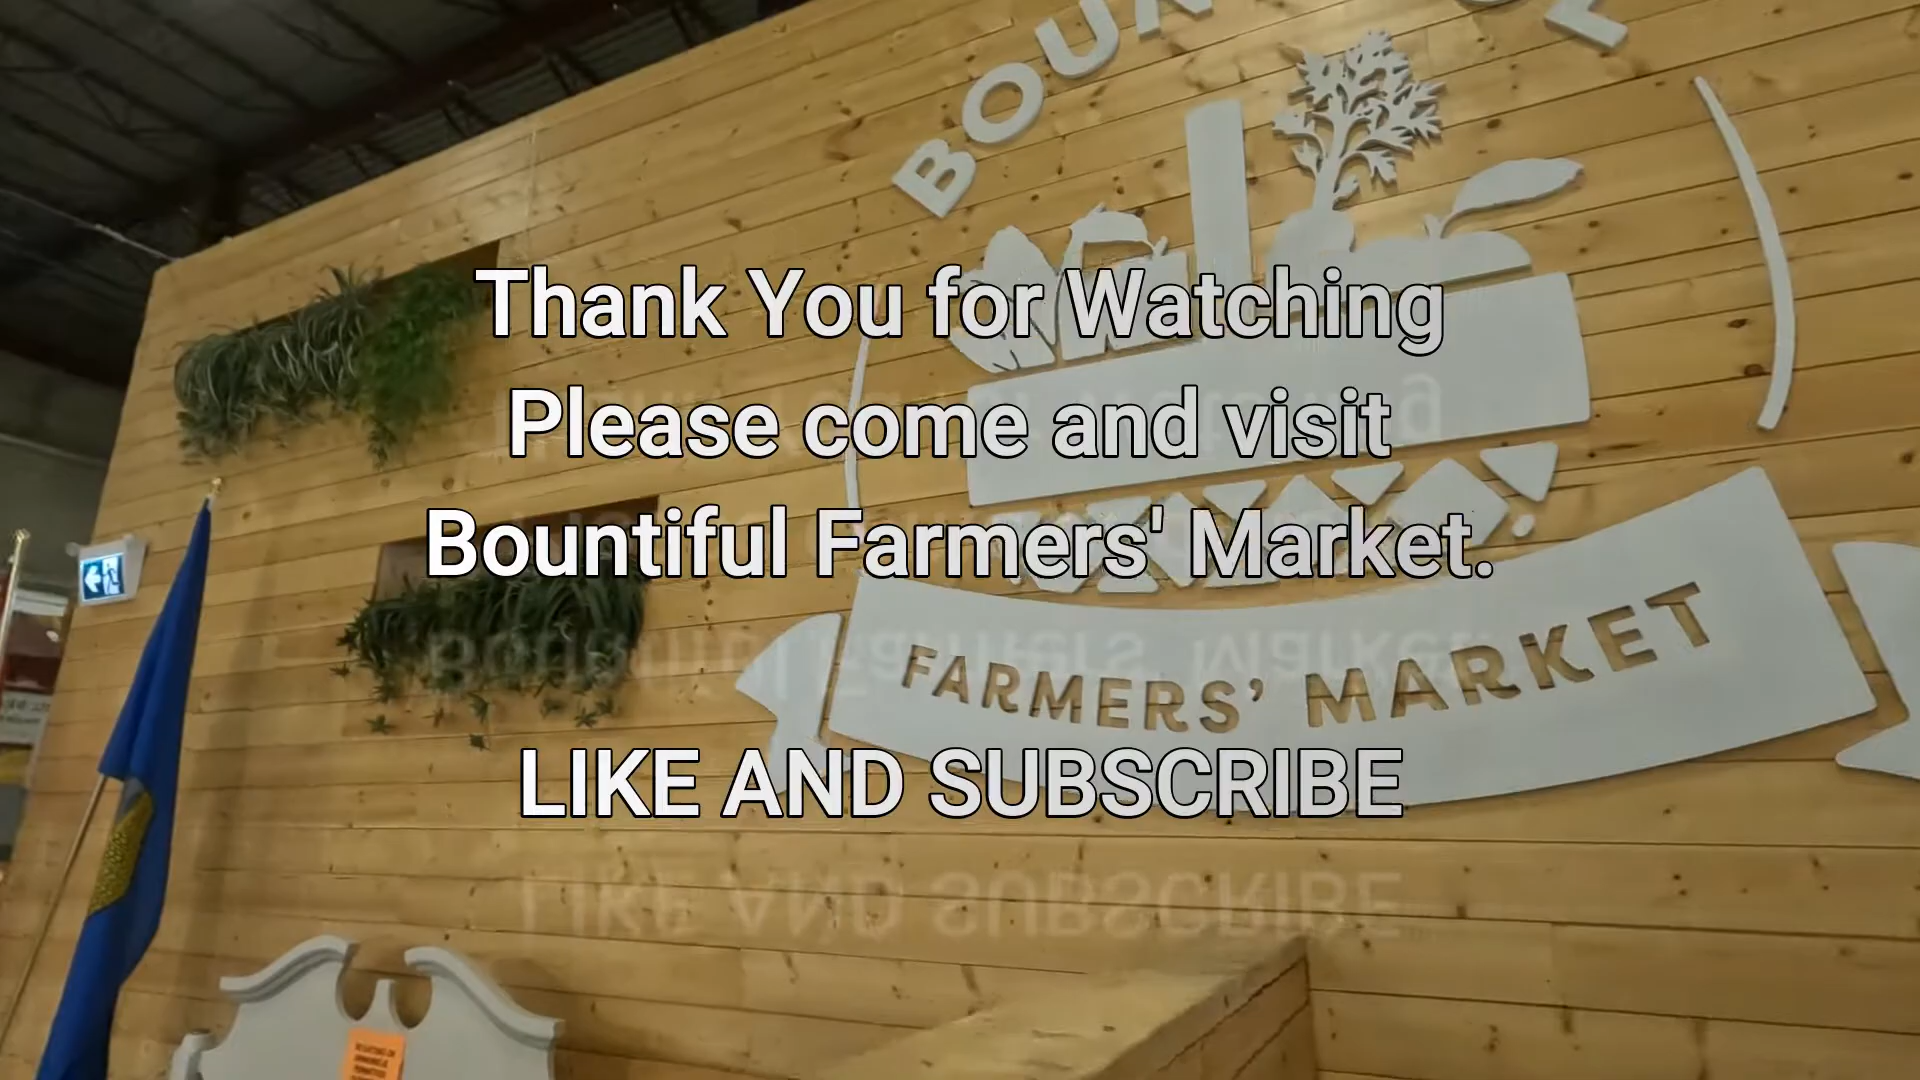 BOUN
Thank You for Watching
Please come and visit
Bountiful Farmers' Market.
FARMERS' MARKET
LIKE AND SUBSCRIBE